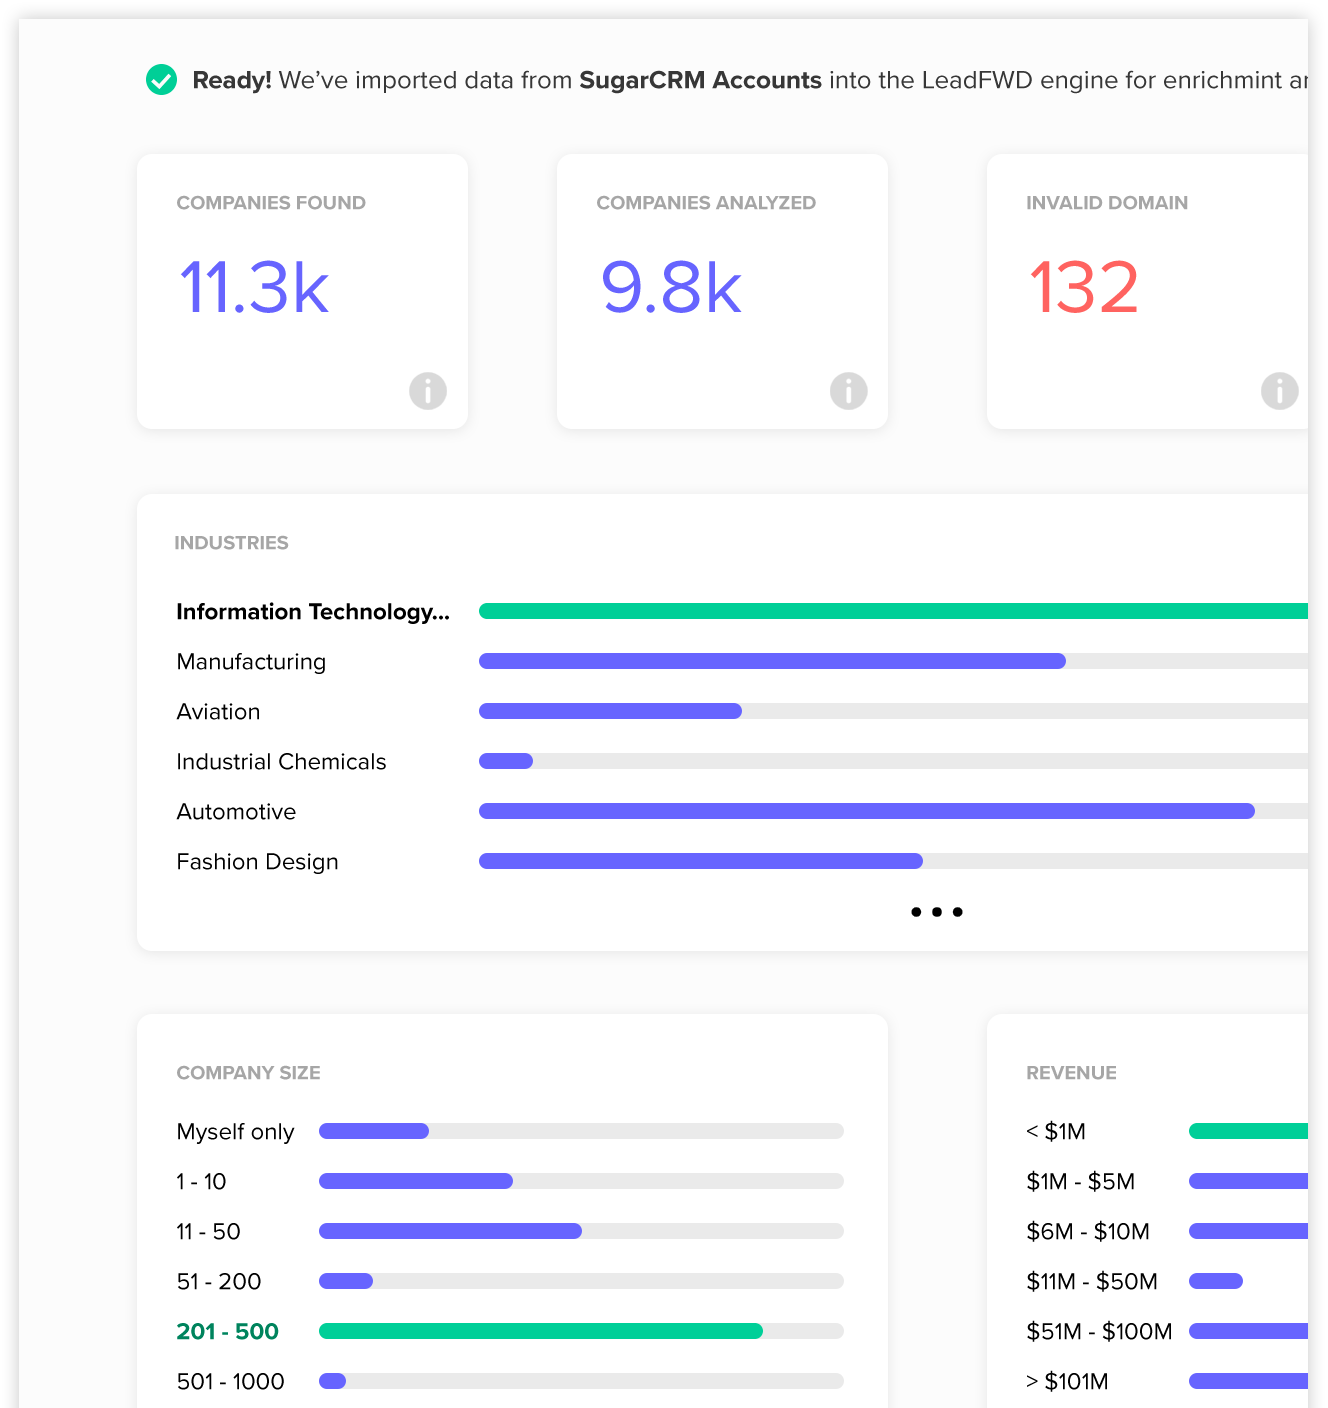 Ready! We've imported data from SugarCRM Accounts into the LeadFWD engine for enrichmint
COMPANIES FOUND
11.3k
COMPANIES ANALYZED
9.8k
INVALID DOMAIN
132
INDUSTRIES
Information Technology...
Manufacturing
Aviation
Industrial Chemicals
Automotive
Fashion Design
COMPANY SIZE
Myself only
1 - 10
11 - 50
51 - 200
201 - 500
501 - 1000
REVENUE
< $1M
$1M - $5M
$6M - $10M
$11M - $50M
$51M - $100M
> $101M